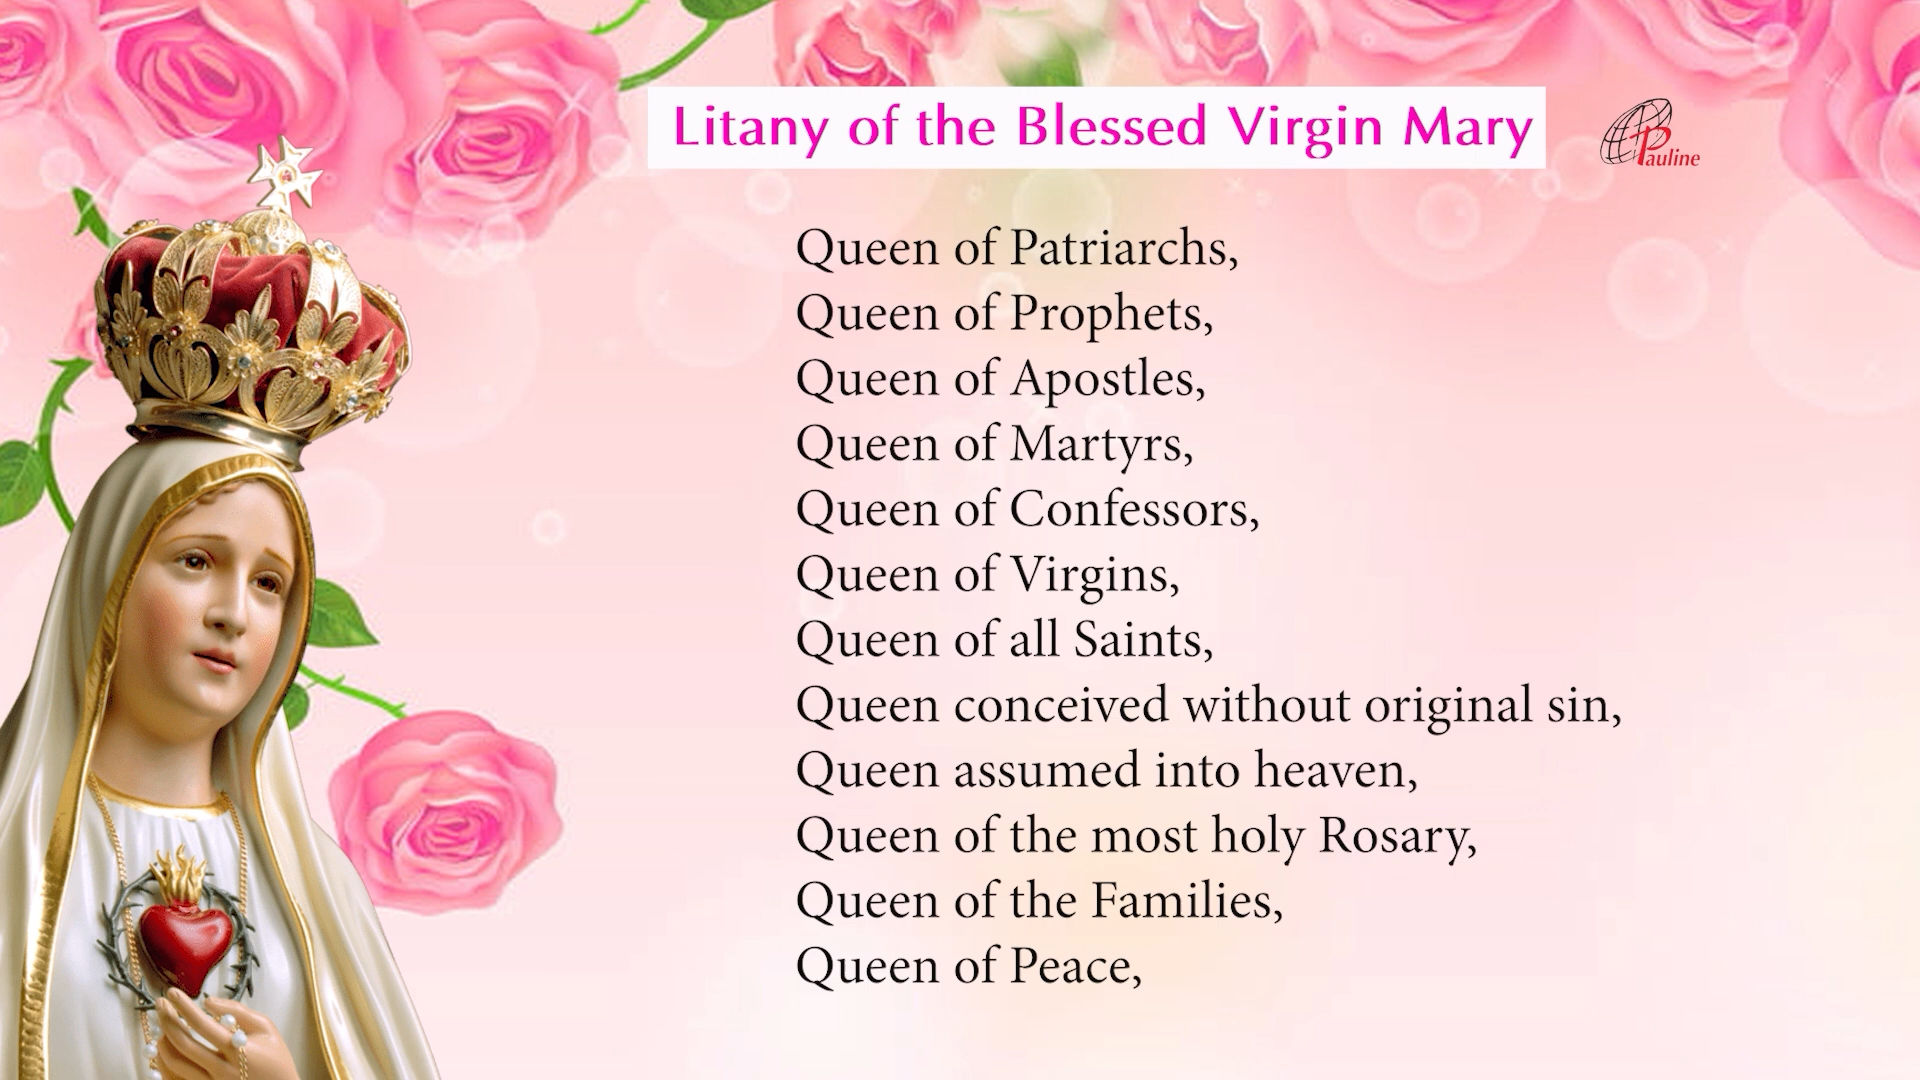 Litany of the Blessed Virgin Mary
Pauline
Queen of Patriarchs,
Queen of Prophets,
Queen of Apostles,
Queen of Martyrs,
Queen of Confessors,
Queen of Virgins,
Queen of all Saints,
Queen conceived without original sin,
Queen assumed into heaven,
Queen of the most holy Rosary,
Queen of the Families,
Queen of Peace,